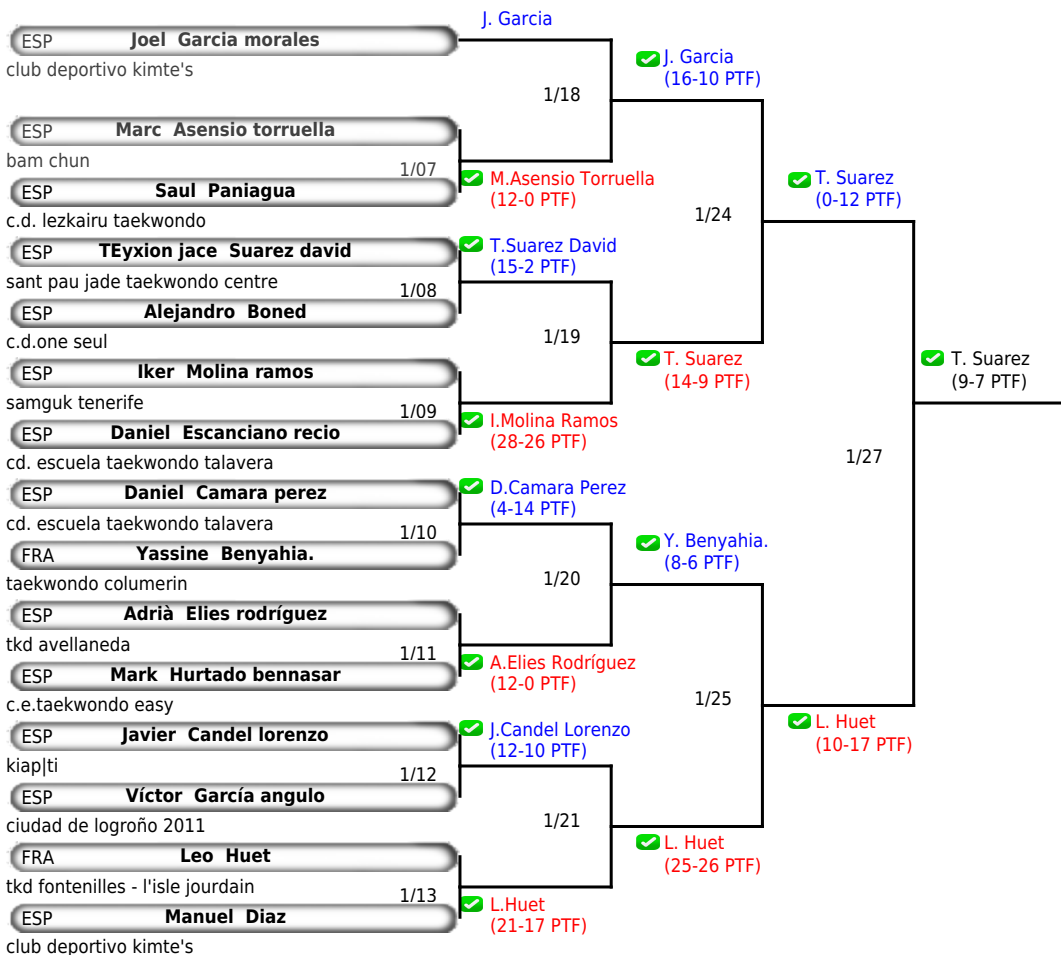 J. Garcia
ESP Joel Garcia morales
club deportivo kimte's
J. Garcia
(16-10 PTF)
1/18
ESP Marc Asensio torruella
bam chun
1/07
M.Asensio Torruella
(12-0 PTF)
T. Suarez
(0-12 PTF)
ESP Saul Paniagua
c.d. lezkairu taekwondo
1/24
ESP TEyxion jace Suarez david
T.Suarez David
(15-2 PTF)
sant pau jade taekwondo centre
1/08
ESP Alejandro Boned
c.d.one seul
1/19
ESP Iker Molina ramos
T. Suarez
(14-9 PTF)
T. Suarez
(9-7 PTF)
samguk tenerife
1/09
I.Molina Ramos
(28-26 PTF)
ESP Daniel Escanciano recio
cd. escuela taekwondo talavera
1/27
ESP Daniel Camara perez
D.Camara Perez
(4-14 PTF)
cd. escuela taekwondo talavera
1/10
FRA Yassine Benyahia.
Y. Benyahia.
(8-6 PTF)
taekwondo columerin
1/20
ESP Adrià Elies rodríguez
tkd avellaneda
1/11
A.Elies Rodríguez
(12-0 PTF)
ESP Mark Hurtado bennasar
c.e.taekwondo easy
1/25
ESP Javier Candel lorenzo
J.Candel Lorenzo
(12-10 PTF)
L. Huet
(10-17 PTF)
kiap|ti
1/12
ESP Víctor García angulo
ciudad de logroño 2011
1/21
FRA Leo Huet
L. Huet
(25-26 PTF)
tkd fontenilles - l'isle jourdain
1/13
L.Huet
(21-17 PTF)
ESP Manuel Diaz
club deportivo kimte's